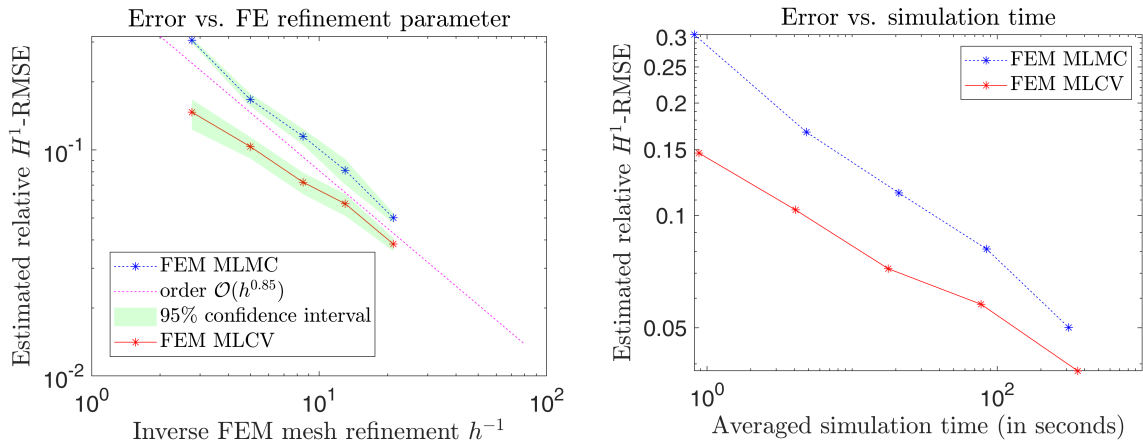 Error vs. FE refinement parameter
Estimated relative H¹-RMSE
10⁻¹
10⁻²
FEM MLMC
order 𝒪(h⁰·⁸⁵)
95% confidence interval
FEM MLCV
10⁰
10¹
10²
Inverse FEM mesh refinement h⁻¹
Error vs. simulation time
Estimated relative H¹-RMSE
0.3
0.25
0.2
0.15
0.1
0.05
FEM MLMC
FEM MLCV
10⁰
10²
Averaged simulation time (in seconds)